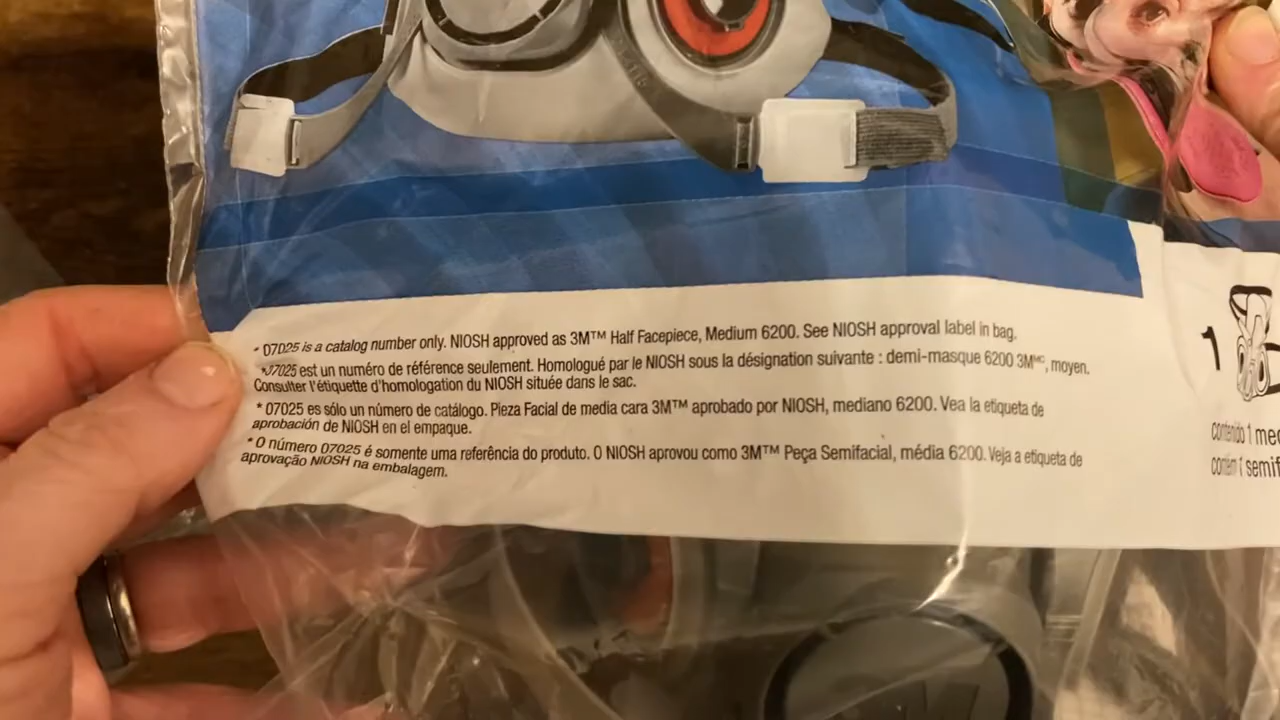 * 07025 is a catalog number only. NIOSH approved as 3M™ Half Facepiece, Medium 6200. See NIOSH approval label in bag.
*07025 est un numéro de référence seulement. Homologué par le NIOSH sous la désignation suivante : demi-masque 6200 3Mᴹᶜ, moyen.
Consulter l'étiquette d'homologation du NIOSH située dans le sac.
* 07025 es sólo un número de catálogo. Pieza Facial de media cara 3M™ aprobado por NIOSH, mediano 6200. Vea la etiqueta de
aprobación de NIOSH en el empaque.
* O número 07025 é somente uma referência do produto. O NIOSH aprovou como 3M™ Peça Semifacial, média 6200. Veja a etiqueta de
aprovação NIOSH na embalagem.
1
contenido 1
contém 1